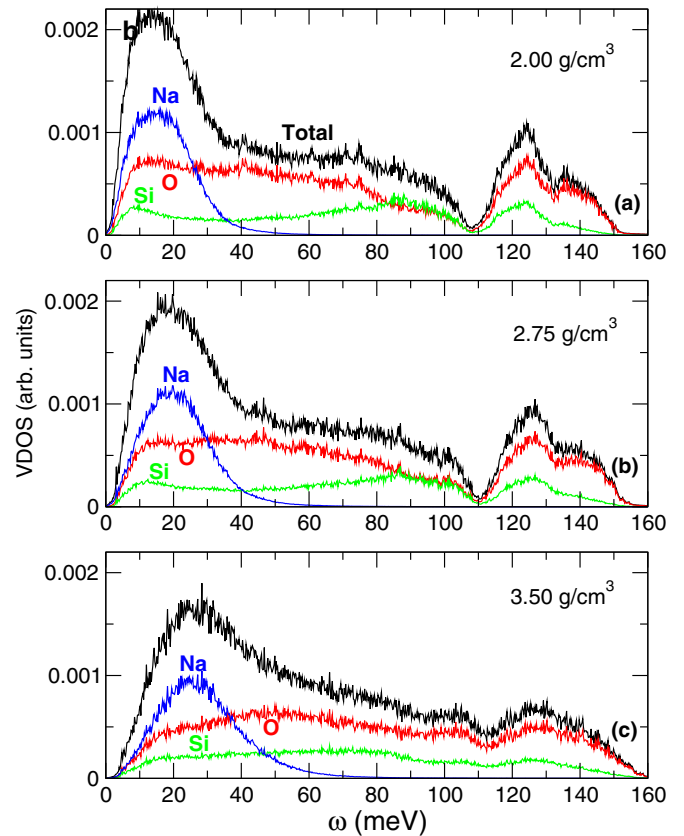 0.002
b
2.00 g/cm³
Na
0.001
Total
O
Si
(a)
0
0 20 40 60 80 100 120 140 160
VDOS (arb. units)
0.002
2.75 g/cm³
Na
0.001
O
Si
(b)
0
0 20 40 60 80 100 120 140 160
0.002
3.50 g/cm³
Na
0.001
O
Si
(c)
0
0 20 40 60 80 100 120 140 160
ω (meV)